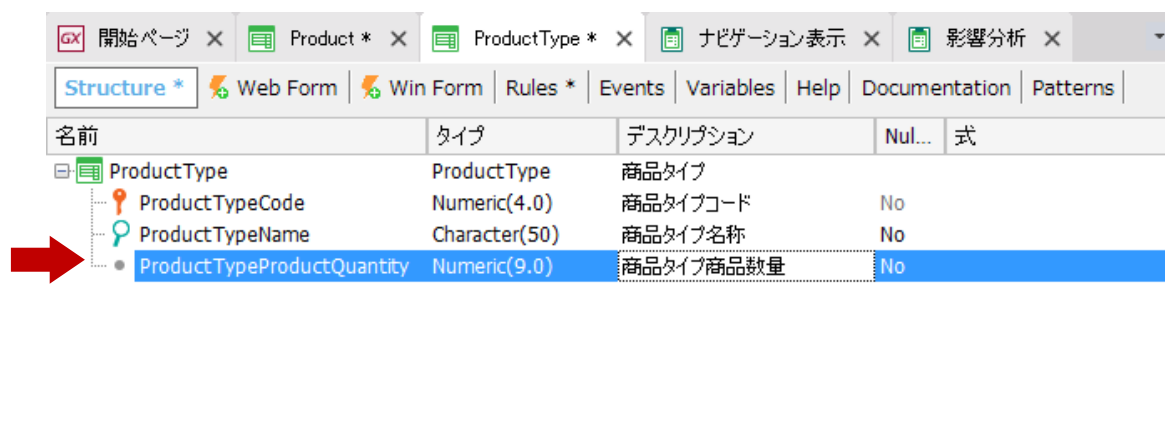 GX 開始ページ × Product * × ProductType * × ナビゲーション表示 × 影響分析 ×
Structure * Web Form Win Form Rules * Events Variables Help Documentation Patterns
名前 タイプ デスクリプション Nul... 式
ProductType ProductType 商品タイプ
ProductTypeCode Numeric(4.0) 商品タイプコード No
ProductTypeName Character(50) 商品タイプ名称 No
ProductTypeProductQuantity Numeric(9.0) 商品タイプ商品数量 No